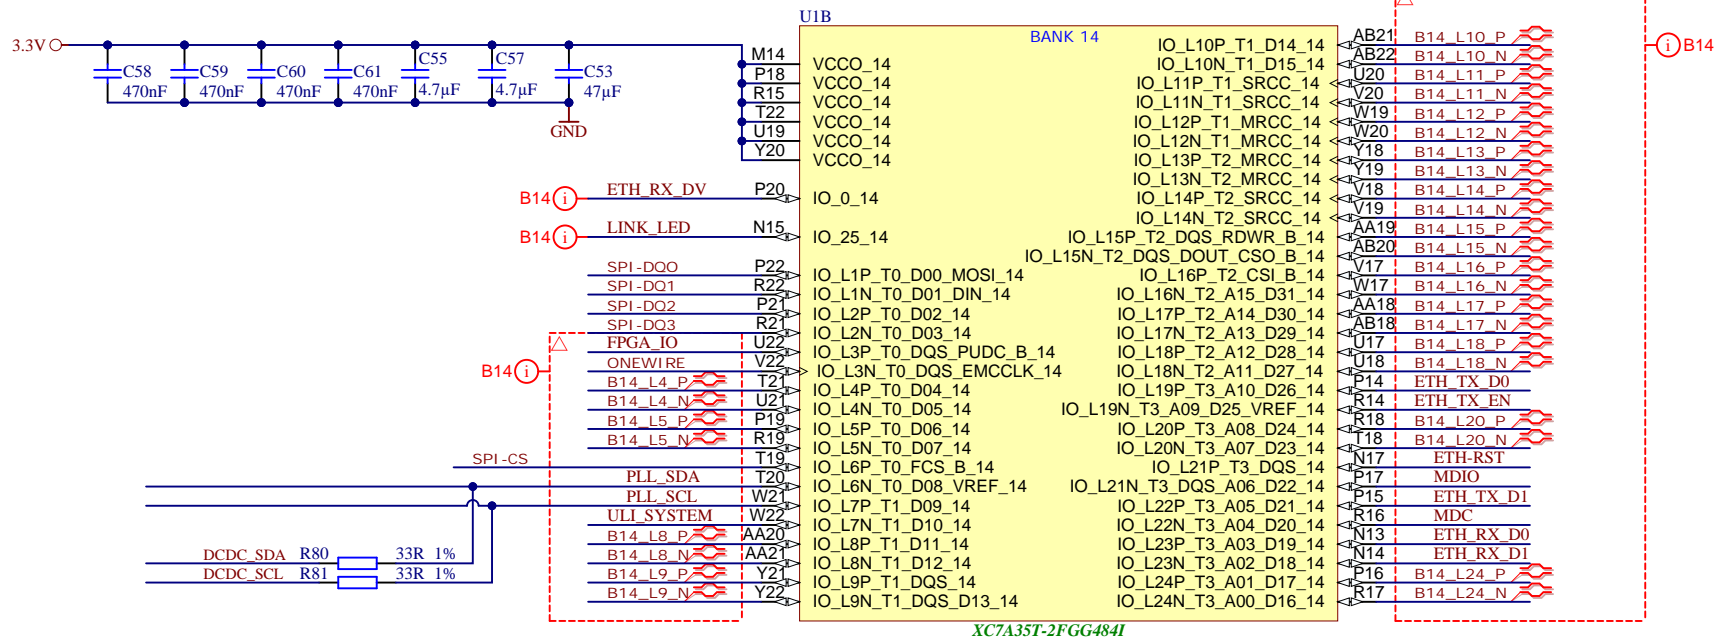 U1B
BANK 14
3.3V
C58 470nF
C59 470nF
C60 470nF
C61 470nF
C55 4.7µF
C57 4.7µF
C53 47µF
GND
M14 VCCO_14
P18 VCCO_14
R15 VCCO_14
T22 VCCO_14
U19 VCCO_14
Y20 VCCO_14
B14 i ETH_RX_DV P20 IO_0_14
B14 i LINK_LED N15 IO_25_14
SPI-DQ0 P22 IO_L1P_T0_D00_MOSI_14
SPI-DQ1 R22 IO_L1N_T0_D01_DIN_14
SPI-DQ2 P21 IO_L2P_T0_D02_14
SPI-DQ3 R21 IO_L2N_T0_D03_14
FPGA_IO U22 IO_L3P_T0_DQS_PUDC_B_14
B14 i ONEWIRE V22 IO_L3N_T0_DQS_EMCCLK_14
B14_L4_P T21 IO_L4P_T0_D04_14
B14_L4_N U21 IO_L4N_T0_D05_14
B14_L5_P P19 IO_L5P_T0_D06_14
B14_L5_N R19 IO_L5N_T0_D07_14
SPI-CS T19 IO_L6P_T0_FCS_B_14
PLL_SDA T20 IO_L6N_T0_D08_VREF_14
PLL_SCL W21 IO_L7P_T1_D09_14
ULI_SYSTEM W22 IO_L7N_T1_D10_14
B14_L8_P AA20 IO_L8P_T1_D11_14
B14_L8_N AA21 IO_L8N_T1_D12_14
B14_L9_P Y21 IO_L9P_T1_DQS_14
B14_L9_N Y22 IO_L9N_T1_DQS_D13_14
DCDC_SDA R80 33R 1%
DCDC_SCL R81 33R 1%
IO_L10P_T1_D14_14 AB21 B14_L10_P
IO_L10N_T1_D15_14 AB22 B14_L10_N
IO_L11P_T1_SRCC_14 U20 B14_L11_P
IO_L11N_T1_SRCC_14 V20 B14_L11_N
IO_L12P_T1_MRCC_14 W19 B14_L12_P
IO_L12N_T1_MRCC_14 W20 B14_L12_N
IO_L13P_T2_MRCC_14 Y18 B14_L13_P
IO_L13N_T2_MRCC_14 Y19 B14_L13_N
IO_L14P_T2_SRCC_14 V18 B14_L14_P
IO_L14N_T2_SRCC_14 V19 B14_L14_N
IO_L15P_T2_DQS_RDWR_B_14 AA19 B14_L15_P
IO_L15N_T2_DQS_DOUT_CSO_B_14 AB20 B14_L15_N
IO_L16P_T2_CSI_B_14 V17 B14_L16_P
IO_L16N_T2_A15_D31_14 W17 B14_L16_N
IO_L17P_T2_A14_D30_14 AA18 B14_L17_P
IO_L17N_T2_A13_D29_14 AB18 B14_L17_N
IO_L18P_T2_A12_D28_14 U17 B14_L18_P
IO_L18N_T2_A11_D27_14 U18 B14_L18_N
IO_L19P_T3_A10_D26_14 P14 ETH_TX_D0
IO_L19N_T3_A09_D25_VREF_14 R14 ETH_TX_EN
IO_L20P_T3_A08_D24_14 R18 B14_L20_P
IO_L20N_T3_A07_D23_14 T18 B14_L20_N
IO_L21P_T3_DQS_14 N17 ETH-RST
IO_L21N_T3_DQS_A06_D22_14 P17 MDIO
IO_L22P_T3_A05_D21_14 P15 ETH_TX_D1
IO_L22N_T3_A04_D20_14 R16 MDC
IO_L23P_T3_A03_D19_14 N13 ETH_RX_D0
IO_L23N_T3_A02_D18_14 N14 ETH_RX_D1
IO_L24P_T3_A01_D17_14 P16 B14_L24_P
IO_L24N_T3_A00_D16_14 R17 B14_L24_N
i B14
XC7A35T-2FGG484I